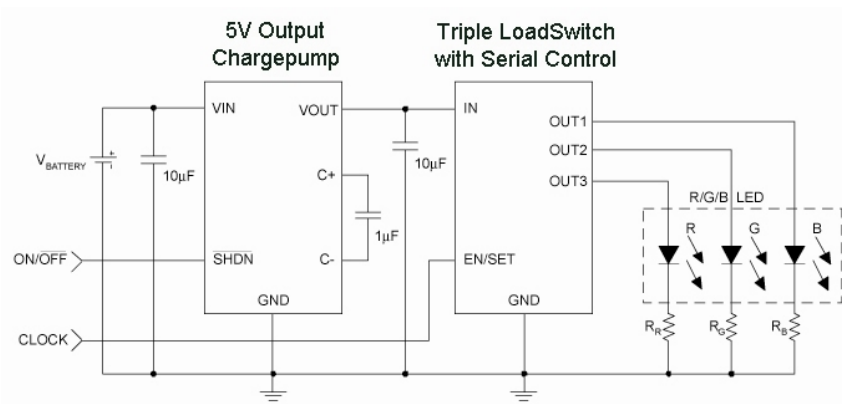 5V Output
Chargepump
Triple LoadSwitch
with Serial Control
VIN
VOUT
IN
OUT1
OUT2
OUT3
V_BATTERY
+
-
10µF
C+
10µF
R/G/B LED
R
G
B
1µF
ON/OFF
SHDN
C-
EN/SET
GND
GND
CLOCK
R_R
R_G
R_B